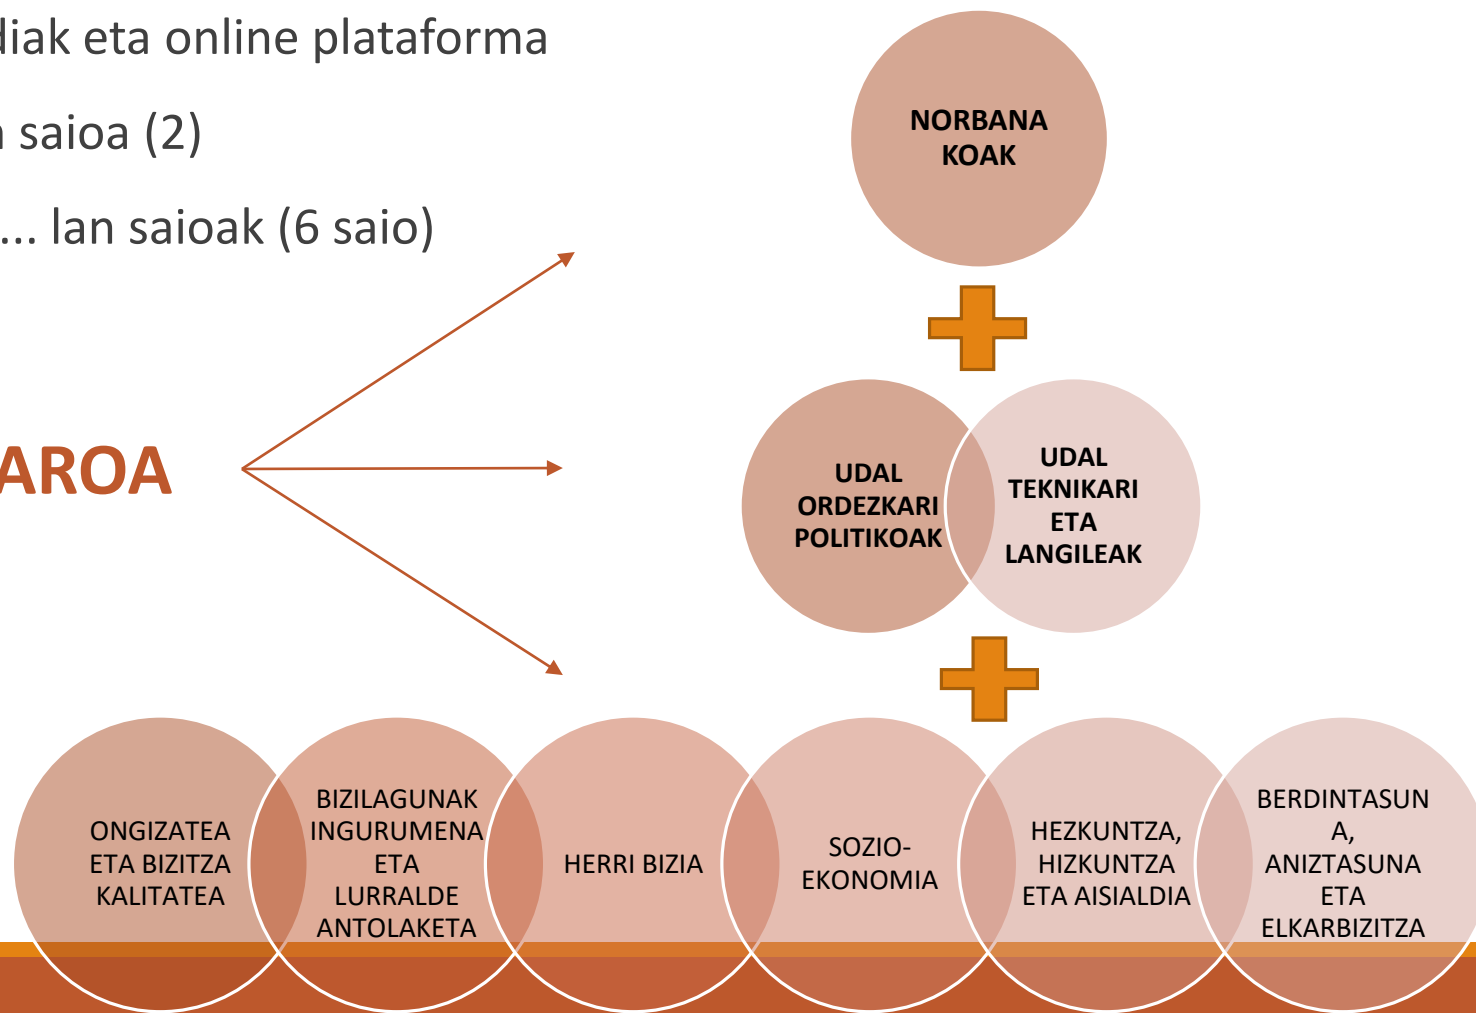 diak eta online plataforma
saioa (2)
... lan saioak (6 saio)
AROA
NORBANA
KOAK
UDAL
ORDEZKARI
POLITIKOAK
UDAL
TEKNIKARI
ETA
LANGILEAK
ONGIZATEA
ETA BIZITZA
KALITATEA
BIZILAGUNAK
INGURUMENA
ETA
LURRALDE
ANTOLAKETA
HERRI BIZIA
SOZIO-
EKONOMIA
HEZKUNTZA,
HIZKUNTZA
ETA AISIALDIA
BERDINTASUN
A,
ANIZTASUNA
ETA
ELKARBIZITZA